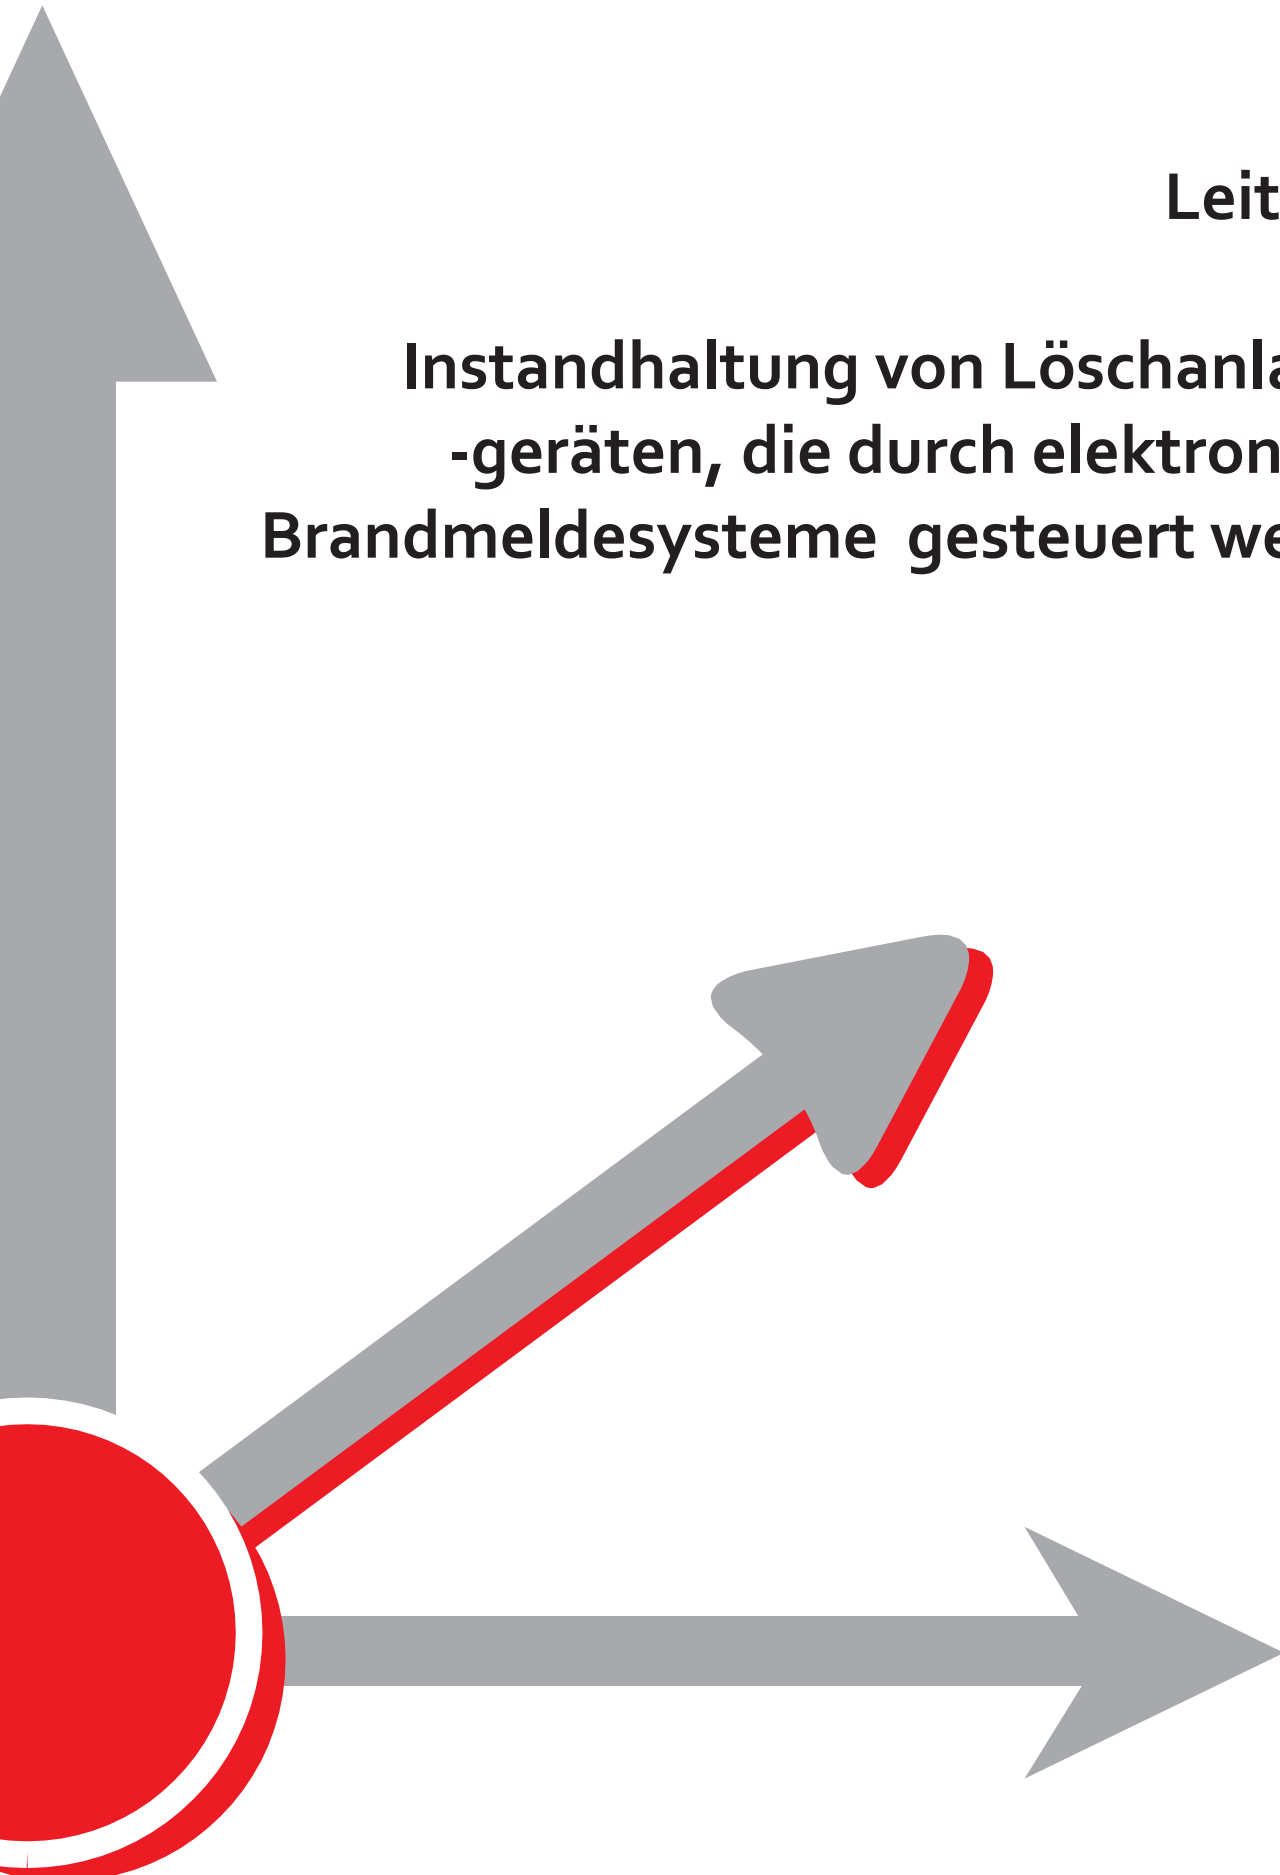 Leit
Instandhaltung von Löschanla
-geräten, die durch elektron
Brandmeldesysteme gesteuert we